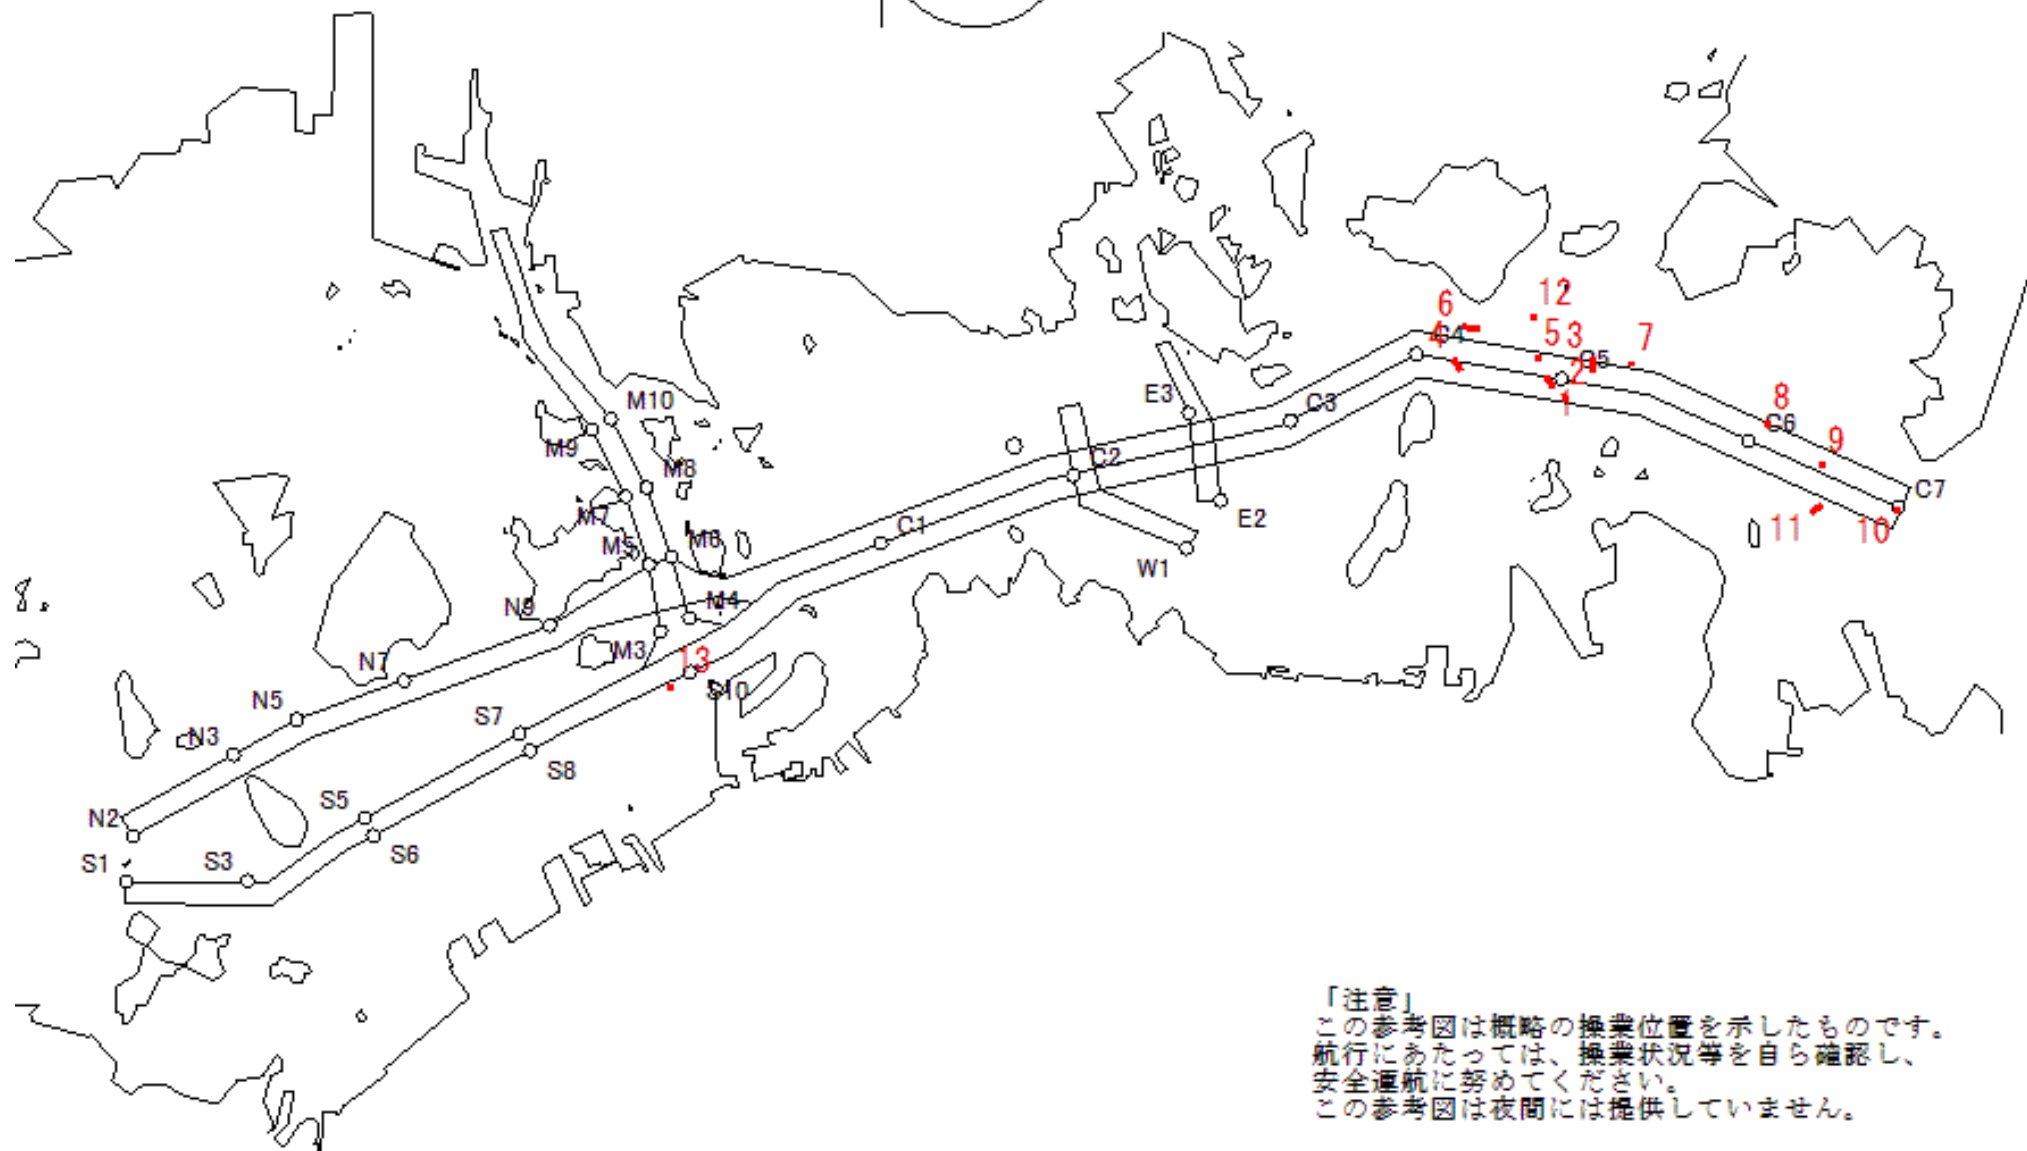 12
6
C4
4
5
3
C5
7
2
1
E3
M10
C3
8
C6
M9
9
C2
M8
C7
E2
M7
11
10
C1
M6
M5
W1
N9
M4
M3
13
N7
S10
N5
S7
N3
S8
S5
N2
S6
S1
S3
「注意」
この参考図は概略の操業位置を示したものです。
航行にあたっては、操業状況等を自ら確認し、
安全運航に努めてください。
この参考図は夜間には提供していません。